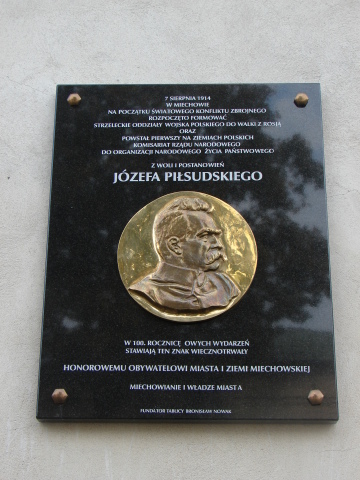 7 SIERPNIA 1914
W MIECHOWIE
NA POCZĄTKU ŚWIATOWEGO KONFLIKTU ZBROJNEGO
ROZPOCZĘTO FORMOWAĆ
STRZELECKIE ODDZIAŁY WOJSKA POLSKIEGO DO WALKI Z ROSJĄ
ORAZ
POWSTAŁ PIERWSZY NA ZIEMIACH POLSKICH
KOMISARIAT RZĄDU NARODOWEGO
DO ORGANIZACJI NARODOWEGO ŻYCIA PAŃSTWOWEGO
Z WOLI I POSTANOWIEŃ
JÓZEFA PIŁSUDSKIEGO
W 100. ROCZNICĘ OWYCH WYDARZEŃ
STAWIAJĄ TEN ZNAK WIECZNOTRWAŁY
HONOROWEMU OBYWATELOWI MIASTA I ZIEMI MIECHOWSKIEJ
MIECHOWIANIE I WŁADZE MIASTA
FUNDATOR TABLICY BRONISŁAW NOWAK